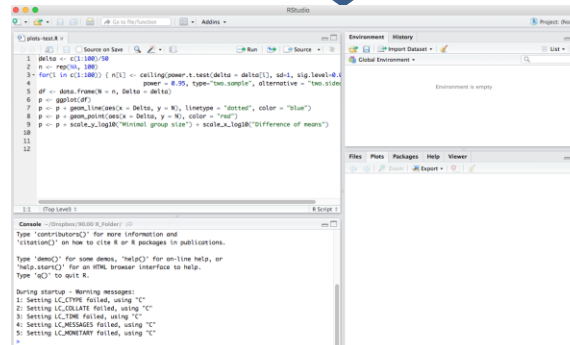 RStudio
Go to file/function
Addins
Project: (No
plots-test.R
Source on Save
Run
Source
1 delta <- c(1:100)/50
2 n <- rep(NA, 100)
3 for(i in c(1:100)) { n[i] <- ceiling(power.t.test(delta = delta[i], sd=1, sig.level=0.
4 power = 0.95, type="two.sample", alternative = "two.side
5 df <- data.frame(N = n, Delta = delta)
6 p <- ggplot(df)
7 p <- p + geom_line(aes(x = Delta, y = N), linetype = "dotted", color = "blue")
8 p <- p + geom_point(aes(x = Delta, y = N), color = "red")
9 p <- p + scale_y_log10("Minimal group size") + scale_x_log10("Difference of means")
10
11
12
1:1 (Top Level) R Script
Console ~/Dropbox/90.00 R_Folder/
Type 'contributors()' for more information and
'citation()' on how to cite R or R packages in publications.
Type 'demo()' for some demos, 'help()' for on-line help, or
'help.start()' for an HTML browser interface to help.
Type 'q()' to quit R.
During startup - Warning messages:
1: Setting LC_CTYPE failed, using "C"
2: Setting LC_COLLATE failed, using "C"
3: Setting LC_TIME failed, using "C"
4: Setting LC_MESSAGES failed, using "C"
5: Setting LC_MONETARY failed, using "C"
>
Environment History
Import Dataset
List
Global Environment
Environment is empty
Files Plots Packages Help Viewer
Zoom Export